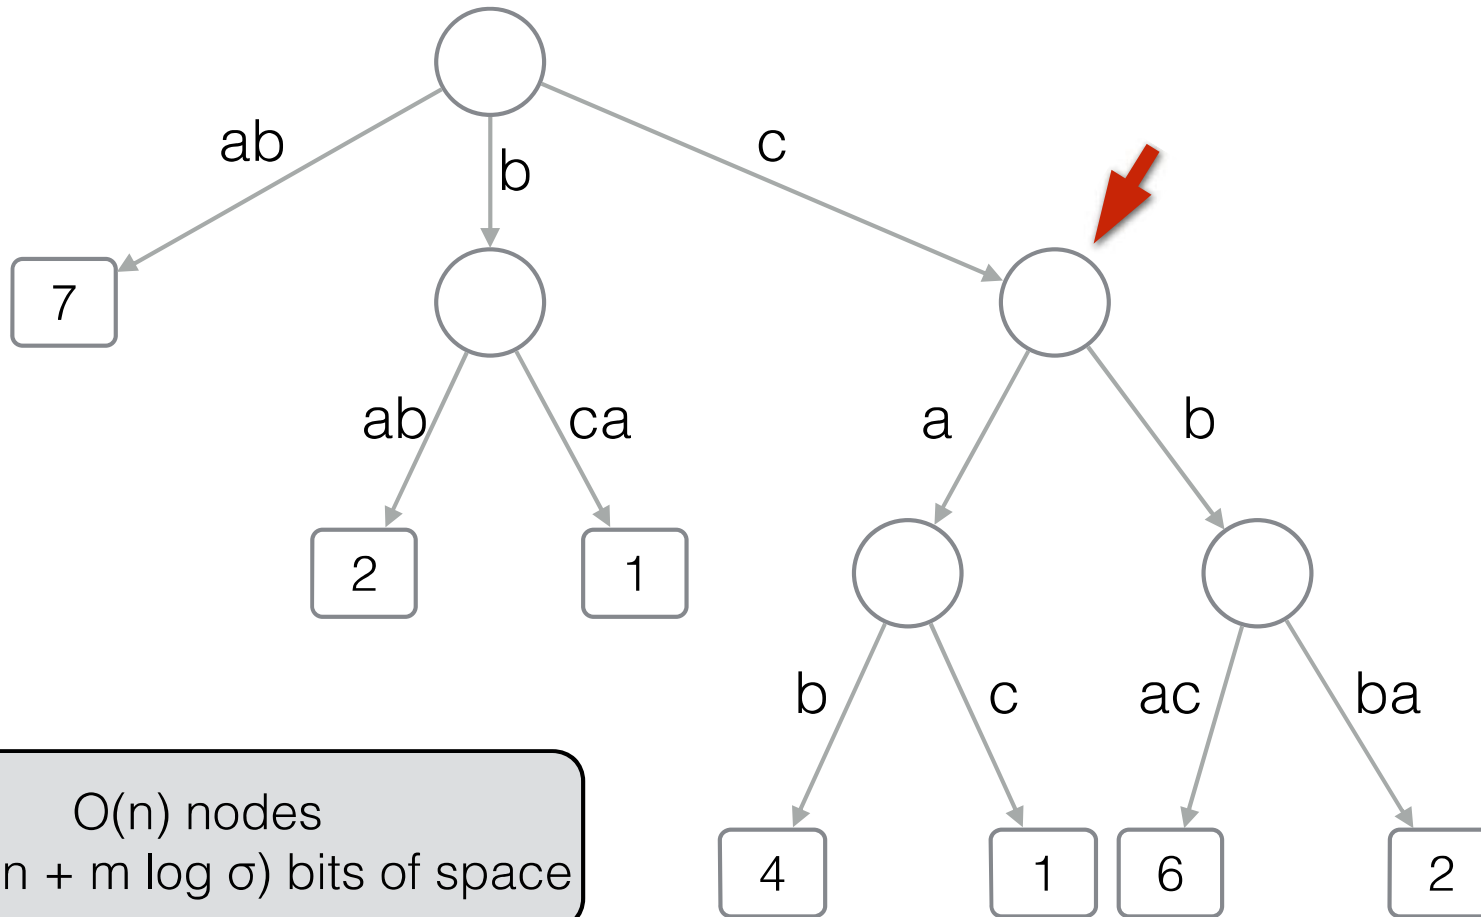 ab
b
c
7
ab
ca
a
b
2
1
b
c
ac
ba
O(n) nodes
n + m log σ) bits of space
4
1
6
2